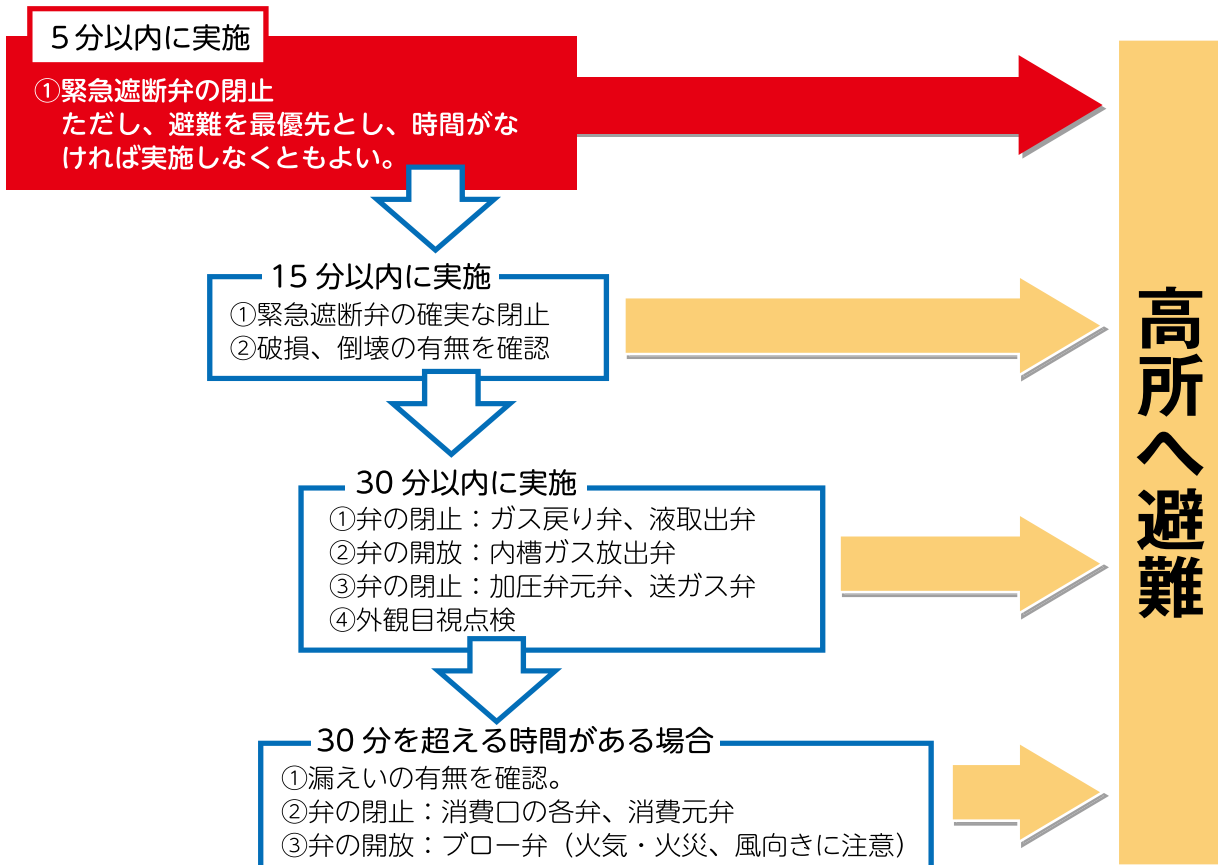 5分以内に実施
①緊急遮断弁の閉止
ただし、避難を最優先とし、時間がな
ければ実施しなくともよい。
15分以内に実施
①緊急遮断弁の確実な閉止
②破損、倒壊の有無を確認
30分以内に実施
①弁の閉止：ガス戻り弁、液取出弁
②弁の開放：内槽ガス放出弁
③弁の閉止：加圧弁元弁、送ガス弁
④外観目視点検
30分を超える時間がある場合
①漏えいの有無を確認。
②弁の閉止：消費口の各弁、消費元弁
③弁の開放：ブロー弁（火気・火災、風向きに注意）
高所へ避難